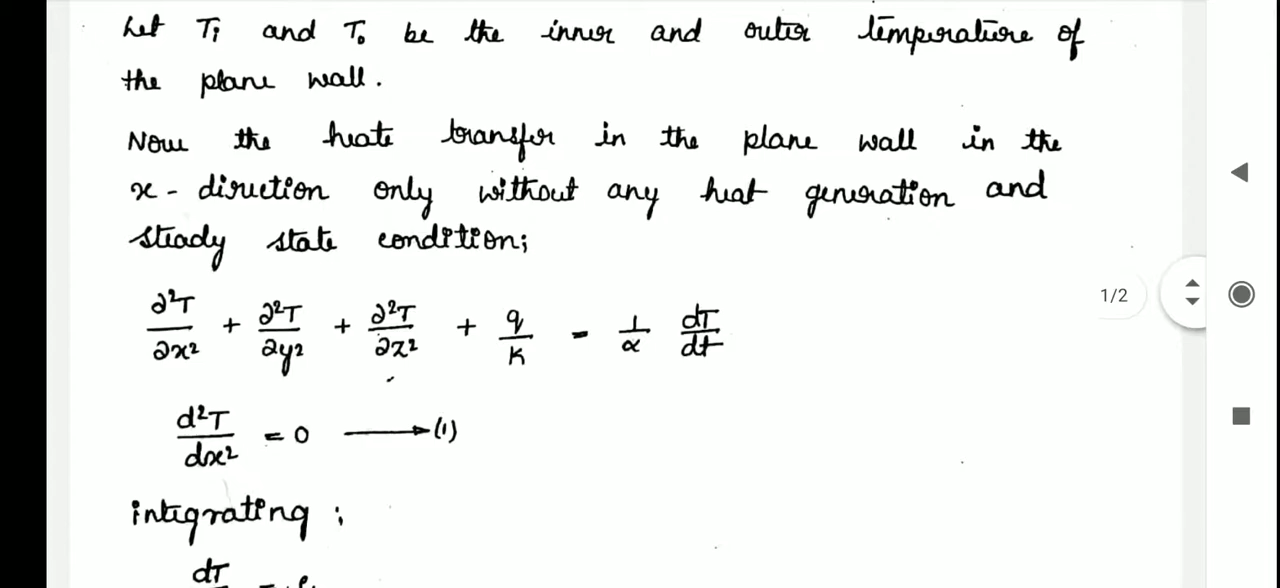 Let Ti and To be the inner and outer temperature of
the plane wall.
Now the heate transfer in the plane wall in the
x - direction only without any heat generation and
steady state condition;
∂²T/∂x² + ∂²T/∂y² + ∂²T/∂z² + q/k = 1/α dT/dt
d²T/dx² = 0 ⟶ (1)
1/2
integrating ;
dT